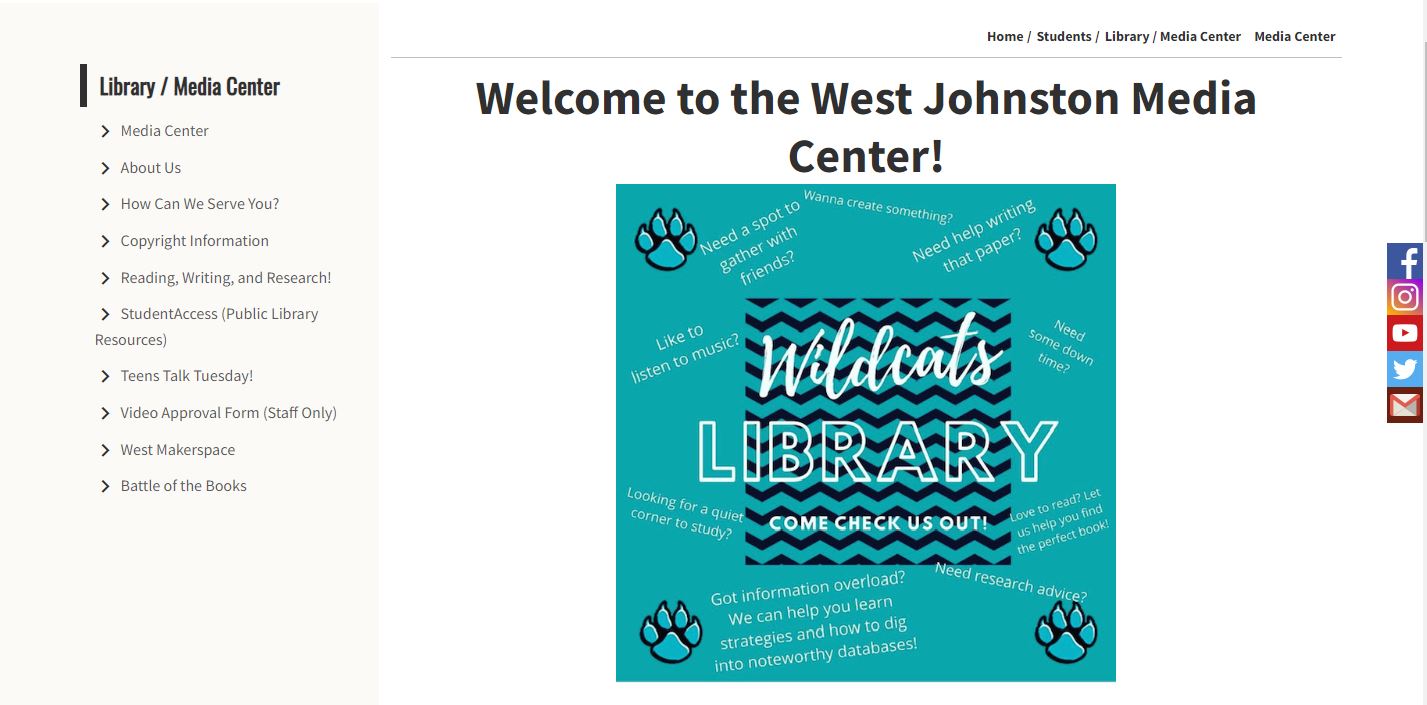 Home / Students / Library / Media Center Media Center
Library / Media Center
Media Center
About Us
How Can We Serve You?
Copyright Information
Reading, Writing, and Research!
StudentAccess (Public Library
Resources)
Teens Talk Tuesday!
Video Approval Form (Staff Only)
West Makerspace
Battle of the Books
Welcome to the West Johnston Media
Center!
Wanna create something?
Need a spot to
gather with
friends?
Need help writing
that paper?
Like to
listen to music?
Wildcats
Need
some down
time?
LIBRARY
COME CHECK US OUT!
Looking for a quiet
corner to study?
Love to read? Let
us help you find
the perfect book!
Got information overload?
We can help you learn
strategies and how to dig
into noteworthy databases!
Need research advice?